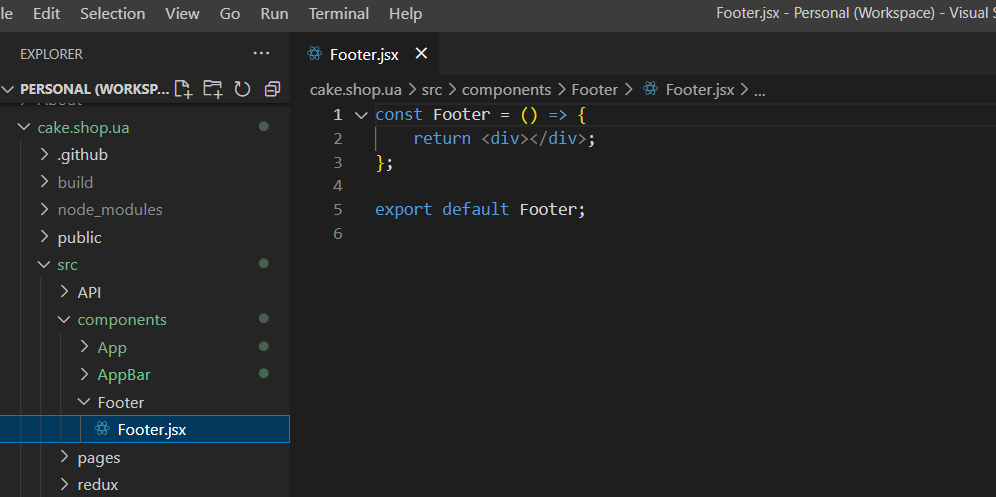 le Edit Selection View Go Run Terminal Help Footer.jsx - Personal (Workspace) - Visual S
EXPLORER ...
PERSONAL (WORKSP...
About
cake.shop.ua
.github
build
node_modules
public
src
API
components
App
AppBar
Footer
Footer.jsx
pages
redux
Footer.jsx
cake.shop.ua > src > components > Footer > Footer.jsx > ...
1 const Footer = () => {
2 return <div></div>;
3 };
4
5 export default Footer;
6